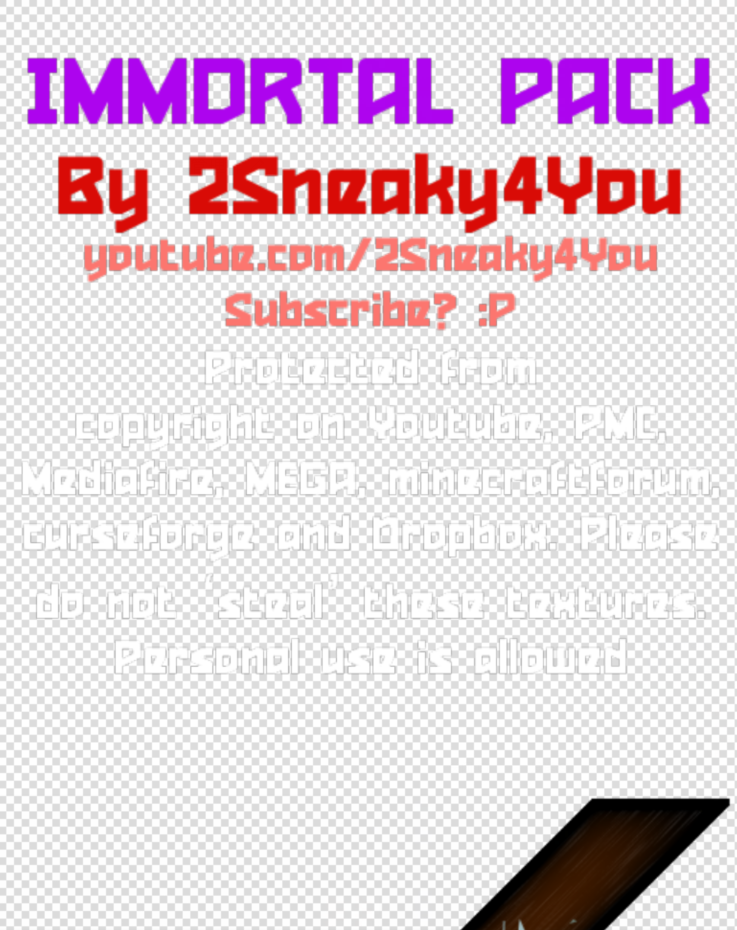 IMMORTAL PACK
By 2Sneaky4You
youtube.com/2Sneaky4You
Subscribe? :P
Protected from
copyright on Youtube, PMC,
Mediafire, MEGA, minecraftforum,
curseforge and Dropbox. Please
do not 'steal' these textures.
Personal use is allowed